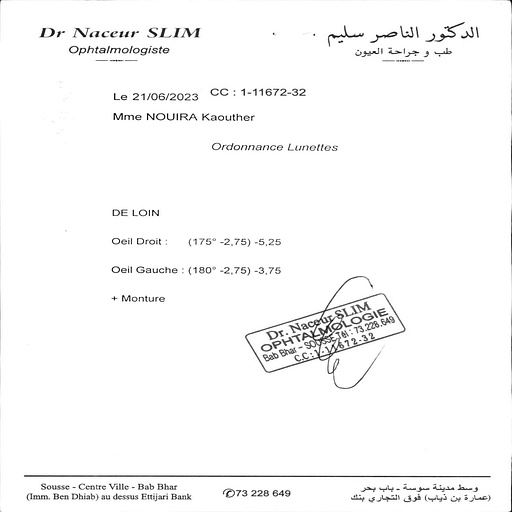 Dr Naceur SLIM
Ophtalmologiste
الدكتور الناصر سليم
طب و جراحة العيون
Le 21/06/2023 CC : 1-11672-32
Mme NOUIRA Kaouther
Ordonnance Lunettes
DE LOIN
Oeil Droit : (175° -2,75) -5,25
Oeil Gauche : (180° -2,75) -3,75
+ Monture
Dr. Naceur SLIM
OPHTALMOLOGIE
Bab Bhar - SOUSSE Tél : 73.228.649
C.C : 1-11672-32
Sousse - Centre Ville - Bab Bhar
(Imm. Ben Dhiab) au dessus Ettijari Bank
✆73 228 649
وسط مدينة سوسة - باب بحر
(عمارة بن ذياب) فوق التجاري بنك